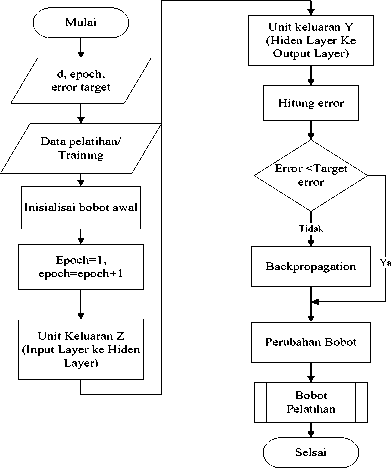 Mulai
d, epoch,
error target
Data pelatihan/
Training
Inisialisai bobot awal
Epoch=1,
epoch=epoch+1
Unit Keluaran Z
(Input Layer ke Hiden
Layer)
Unit keluaran Y
(Hiden Layer Ke
Output Layer)
Hitung error
Error <Target
error
Tidak
Ya
Backpropagation
Perubahan Bobot
Bobot
Pelatihan
Selsai